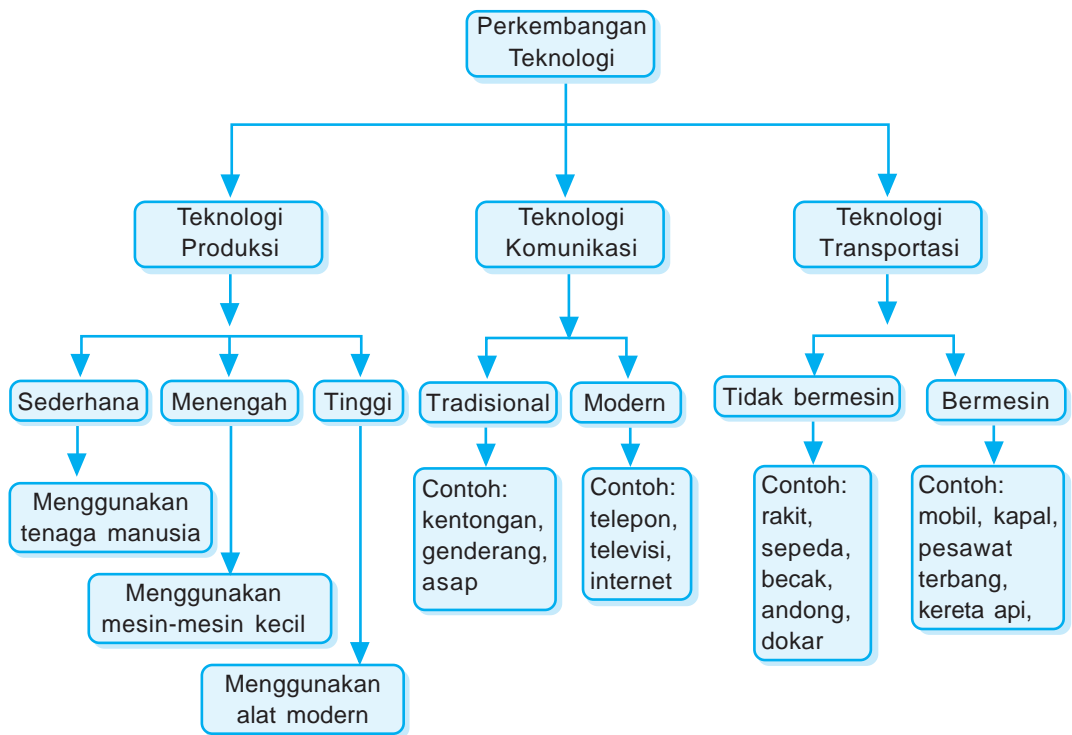 Perkembangan
Teknologi
Teknologi
Produksi
Teknologi
Komunikasi
Teknologi
Transportasi
Sederhana
Menengah
Tinggi
Tradisional
Modern
Tidak bermesin
Bermesin
Menggunakan
tenaga manusia
Menggunakan
mesin-mesin kecil
Menggunakan
alat modern
Contoh:
kentongan,
genderang,
asap
Contoh:
telepon,
televisi,
internet
Contoh:
rakit,
sepeda,
becak,
andong,
dokar
Contoh:
mobil, kapal,
pesawat
terbang,
kereta api,